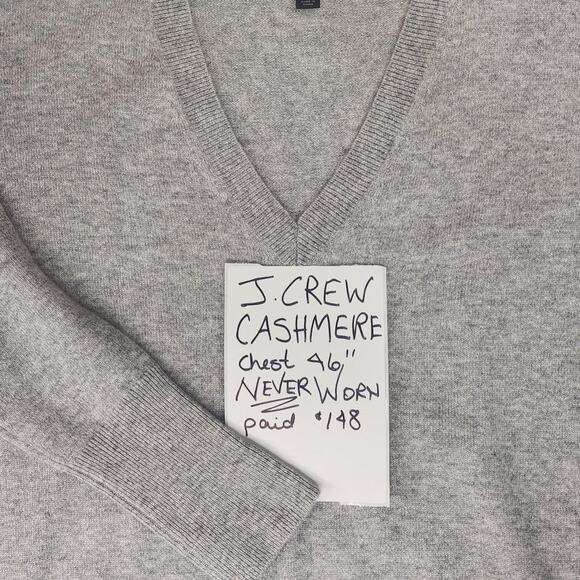 J. CREW
CASHMERE
chest 46"
NEVER WORN
paid $148